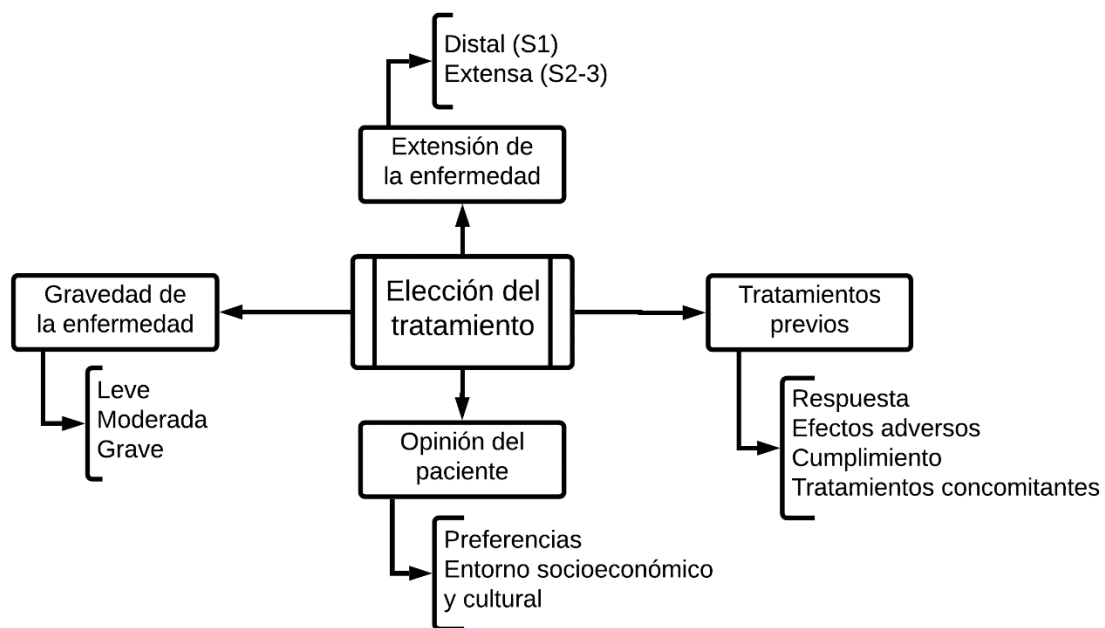 Distal (S1)
Extensa (S2-3)
Extensión de
la enfermedad
Elección del
tratamiento
Gravedad de
la enfermedad
Leve
Moderada
Grave
Tratamientos
previos
Respuesta
Efectos adversos
Cumplimiento
Tratamientos concomitantes
Opinión del
paciente
Preferencias
Entorno socioeconómico
y cultural